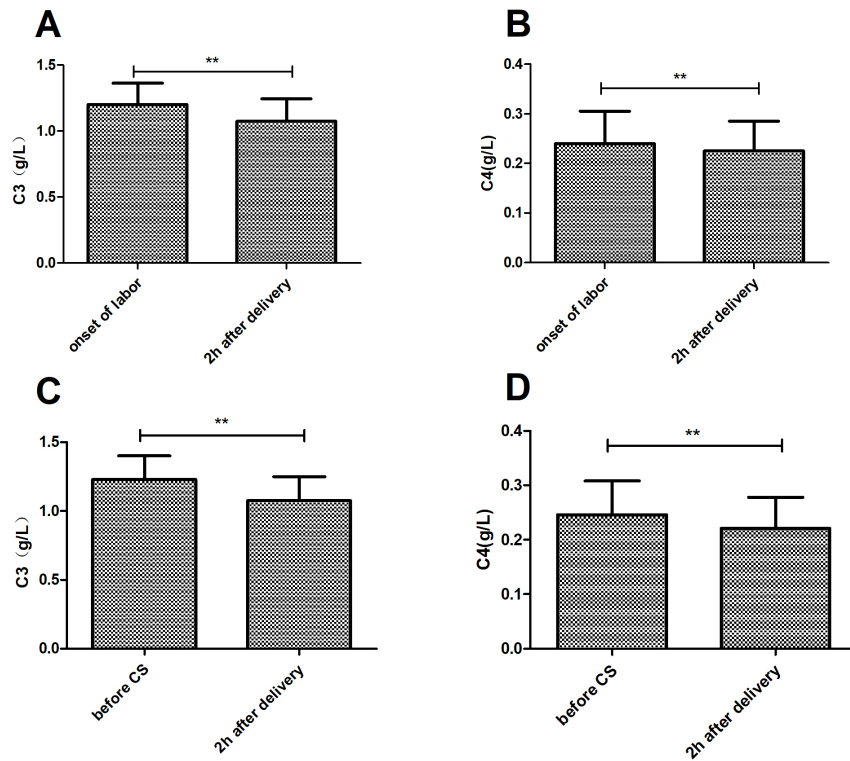 A
1.5
1.0
0.5
0.0
C3（g/L）
**
onset of labor
2h after delivery
B
0.4
0.3
0.2
0.1
0.0
C4(g/L)
**
onset of labor
2h after delivery
C
1.5
1.0
0.5
0.0
C3（g/L）
**
before CS
2h after delivery
D
0.4
0.3
0.2
0.1
0.0
C4(g/L)
**
before CS
2h after delivery